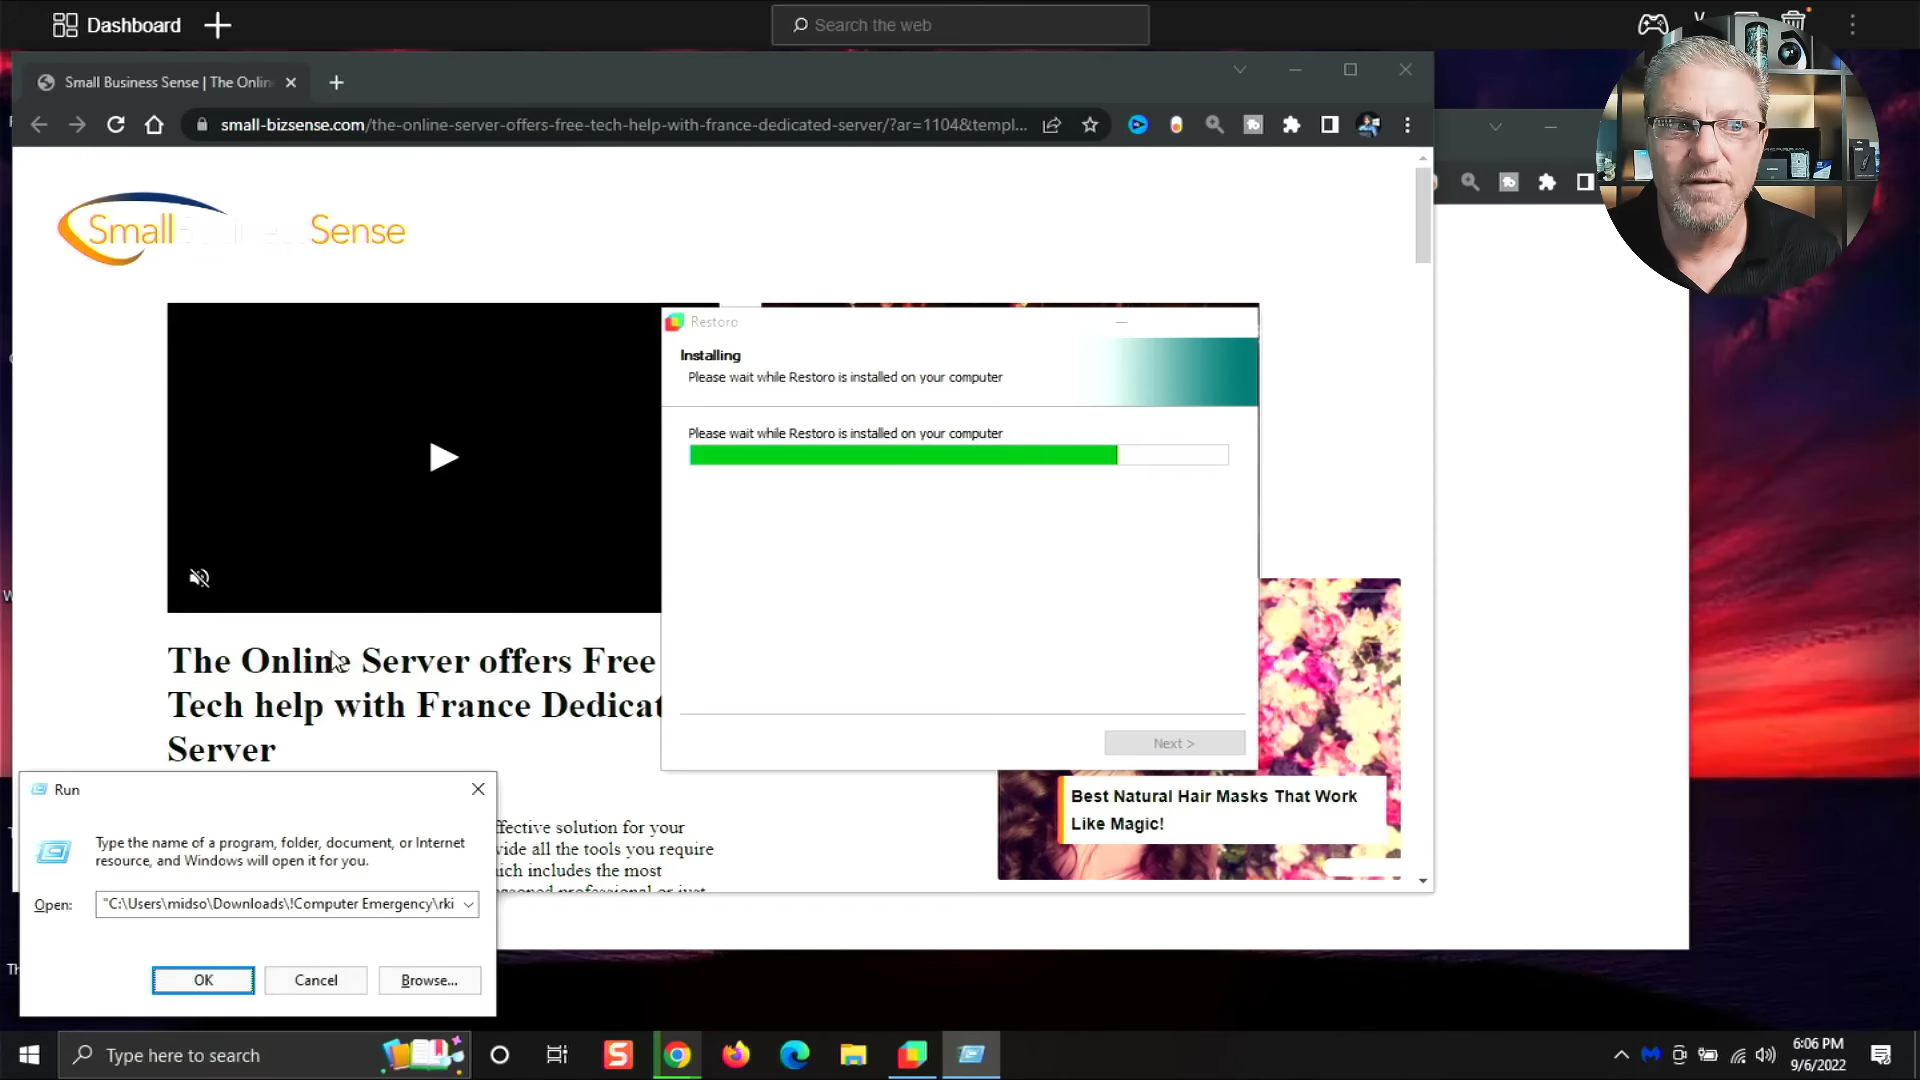 Dashboard
Search the web
Small Business Sense | The Onlin
small-bizsense.com/the-online-server-offers-free-tech-help-with-france-dedicated-server/?ar=1104&templ...
Small Sense
Restoro
Installing
Please wait while Restoro is installed on your computer
Please wait while Restoro is installed on your computer
Next >
The Online Server offers Free
Tech help with France Dedicat
Server
ffective solution for your
vide all the tools you require
hich includes the most
Best Natural Hair Masks That Work
Like Magic!
Run
Type the name of a program, folder, document, or Internet
resource, and Windows will open it for you.
Open:
"C:\Users\midso\Downloads\!Computer Emergency\rki
OK
Cancel
Browse...
Type here to search
6:06 PM
9/6/2022